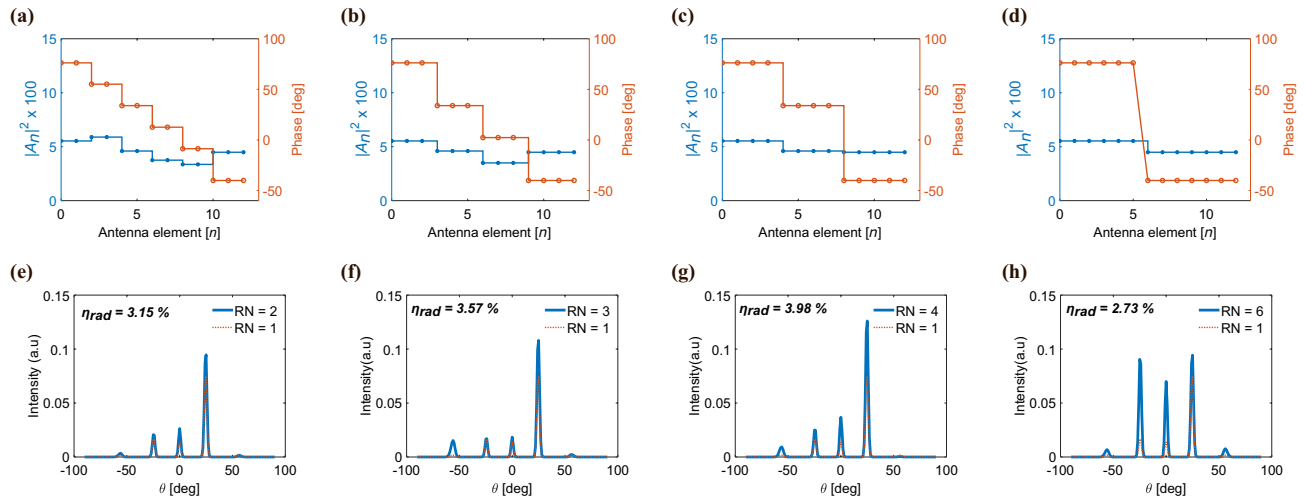 (a)
15
10
5
0
|An|² x 100
100
50
0
-50
Phase [deg]
0 5 10
Antenna element [n]
(b)
15
10
5
0
|An|² x 100
100
50
0
-50
Phase [deg]
0 5 10
Antenna element [n]
(c)
15
10
5
0
|An|² x 100
100
50
0
-50
Phase [deg]
0 5 10
Antenna element [n]
(d)
15
10
5
0
|An|² x 100
100
50
0
-50
Phase [deg]
0 5 10
Antenna element [n]
(e)
ηrad = 3.15 %
RN = 2
RN = 1
0.15
0.1
0.05
0
Intensity(a.u)
-100 -50 0 50 100
θ [deg]
(f)
ηrad = 3.57 %
RN = 3
RN = 1
0.15
0.1
0.05
0
Intensity(a.u)
-100 -50 0 50 100
θ [deg]
(g)
ηrad = 3.98 %
RN = 4
RN = 1
0.15
0.1
0.05
0
Intensity(a.u)
-100 -50 0 50 100
θ [deg]
(h)
ηrad = 2.73 %
RN = 6
RN = 1
0.15
0.1
0.05
0
Intensity(a.u)
-100 -50 0 50 100
θ [deg]